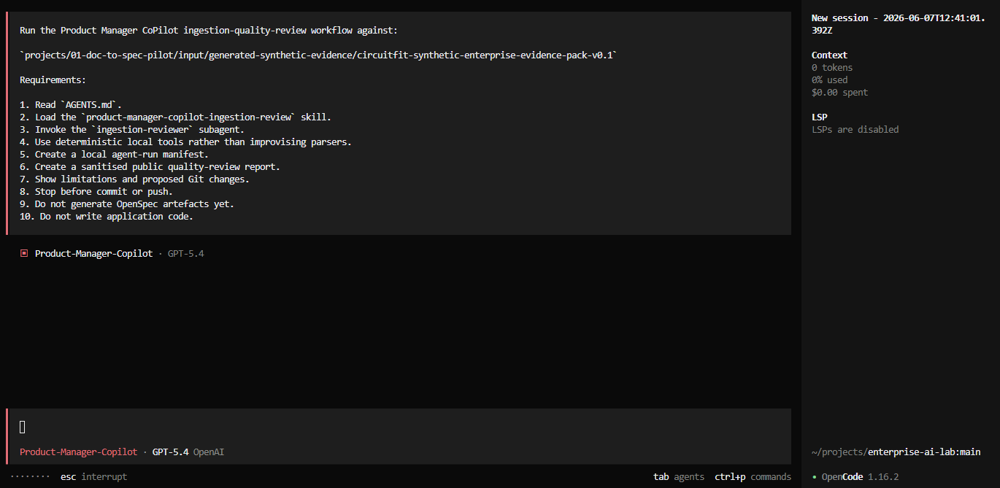 Run the Product Manager CoPilot ingestion-quality-review workflow against:
`projects/01-doc-to-spec-pilot/input/generated-synthetic-evidence/circuitfit-synthetic-enterprise-evidence-pack-v0.1`
Requirements:
1. Read `AGENTS.md`.
2. Load the `product-manager-copilot-ingestion-review` skill.
3. Invoke the `ingestion-reviewer` subagent.
4. Use deterministic local tools rather than improvising parsers.
5. Create a local agent-run manifest.
6. Create a sanitised public quality-review report.
7. Show limitations and proposed Git changes.
8. Stop before commit or push.
9. Do not generate OpenSpec artefacts yet.
10. Do not write application code.
Product-Manager-Copilot · GPT-5.4
Product-Manager-Copilot · GPT-5.4 OpenAI
esc interrupt
tab agents ctrl+p commands
New session - 2026-06-07T12:41:01.
392Z
Context
0 tokens
0% used
$0.00 spent
LSP
LSPs are disabled
~/projects/enterprise-ai-lab:main
• OpenCode 1.16.2